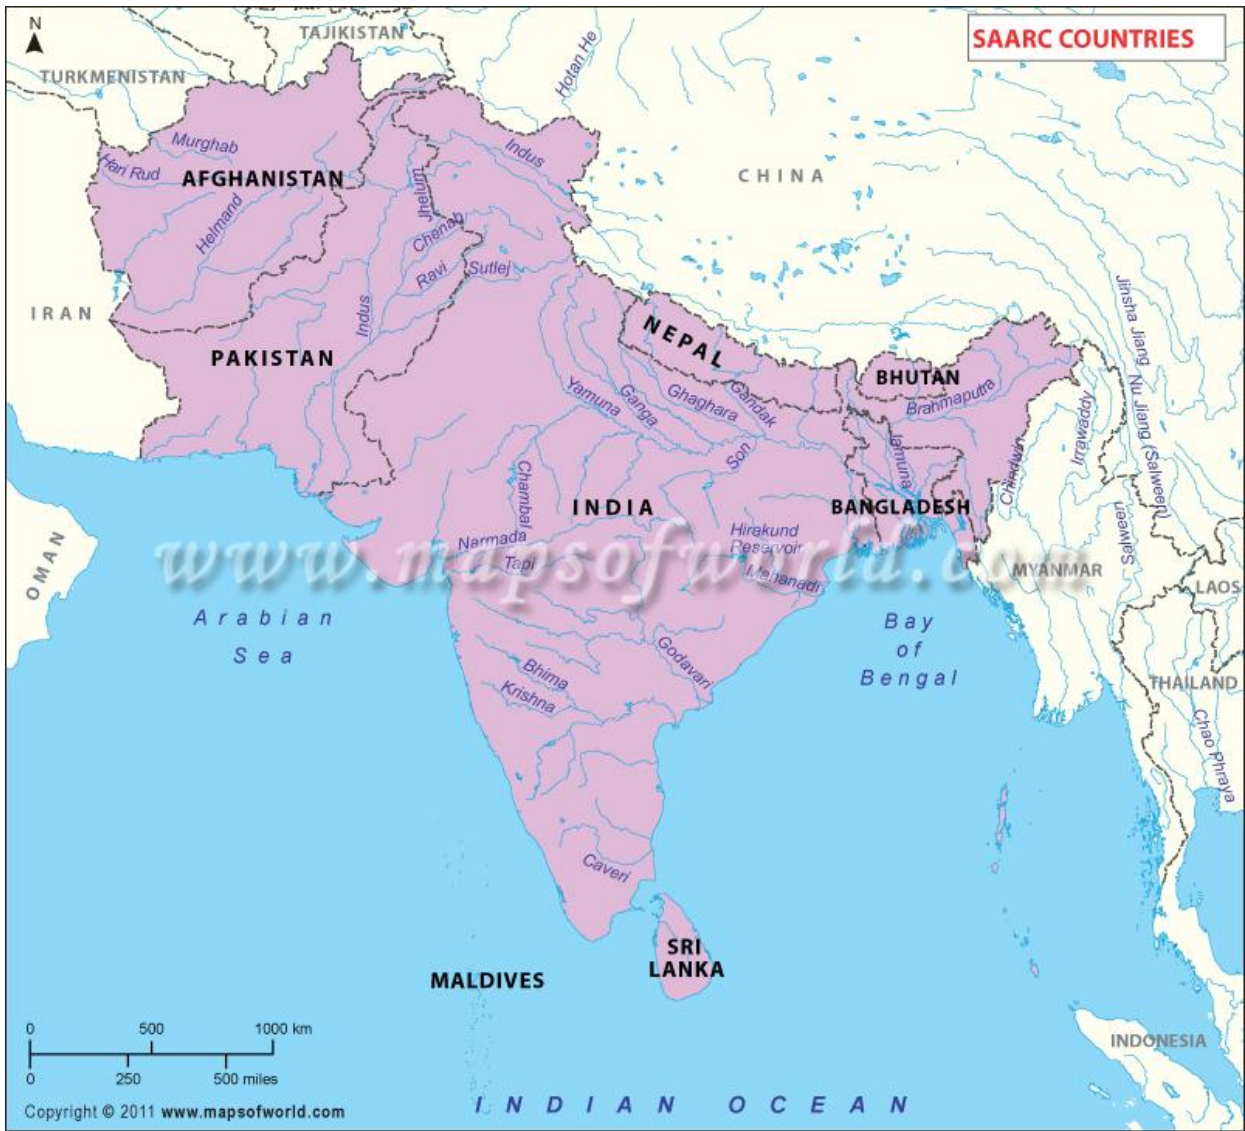 N
TAJIKISTAN
SAARC COUNTRIES
TURKMENISTAN
Hotan He
Murghab
Hari Rud
AFGHANISTAN
Indus
CHINA
Jhelum
Helmand
Chenab
Ravi
Sutlej
IRAN
Indus
PAKISTAN
NEPAL
BHUTAN
Jinsha Jiang
Nu Jiang (Salween)
Yamuna
Ganga
Ghaghara
Gandak
Brahmaputra
Irrawaddy
Son
Jamuna
Chindwin
Chambal
INDIA
BANGLADESH
Salween
Narmada
Hirakund
Reservoir
Tapi
Mahanadi
www.mapsofworld.com
OMAN
MYANMAR
LAOS
Arabian
Sea
Bay
of
Bengal
Godavari
Bhima
Krishna
THAILAND
Chao Phraya
Caveri
SRI
LANKA
MALDIVES
0 500 1000 km
0 250 500 miles
INDONESIA
Copyright © 2011 www.mapsofworld.com
INDIAN OCEAN